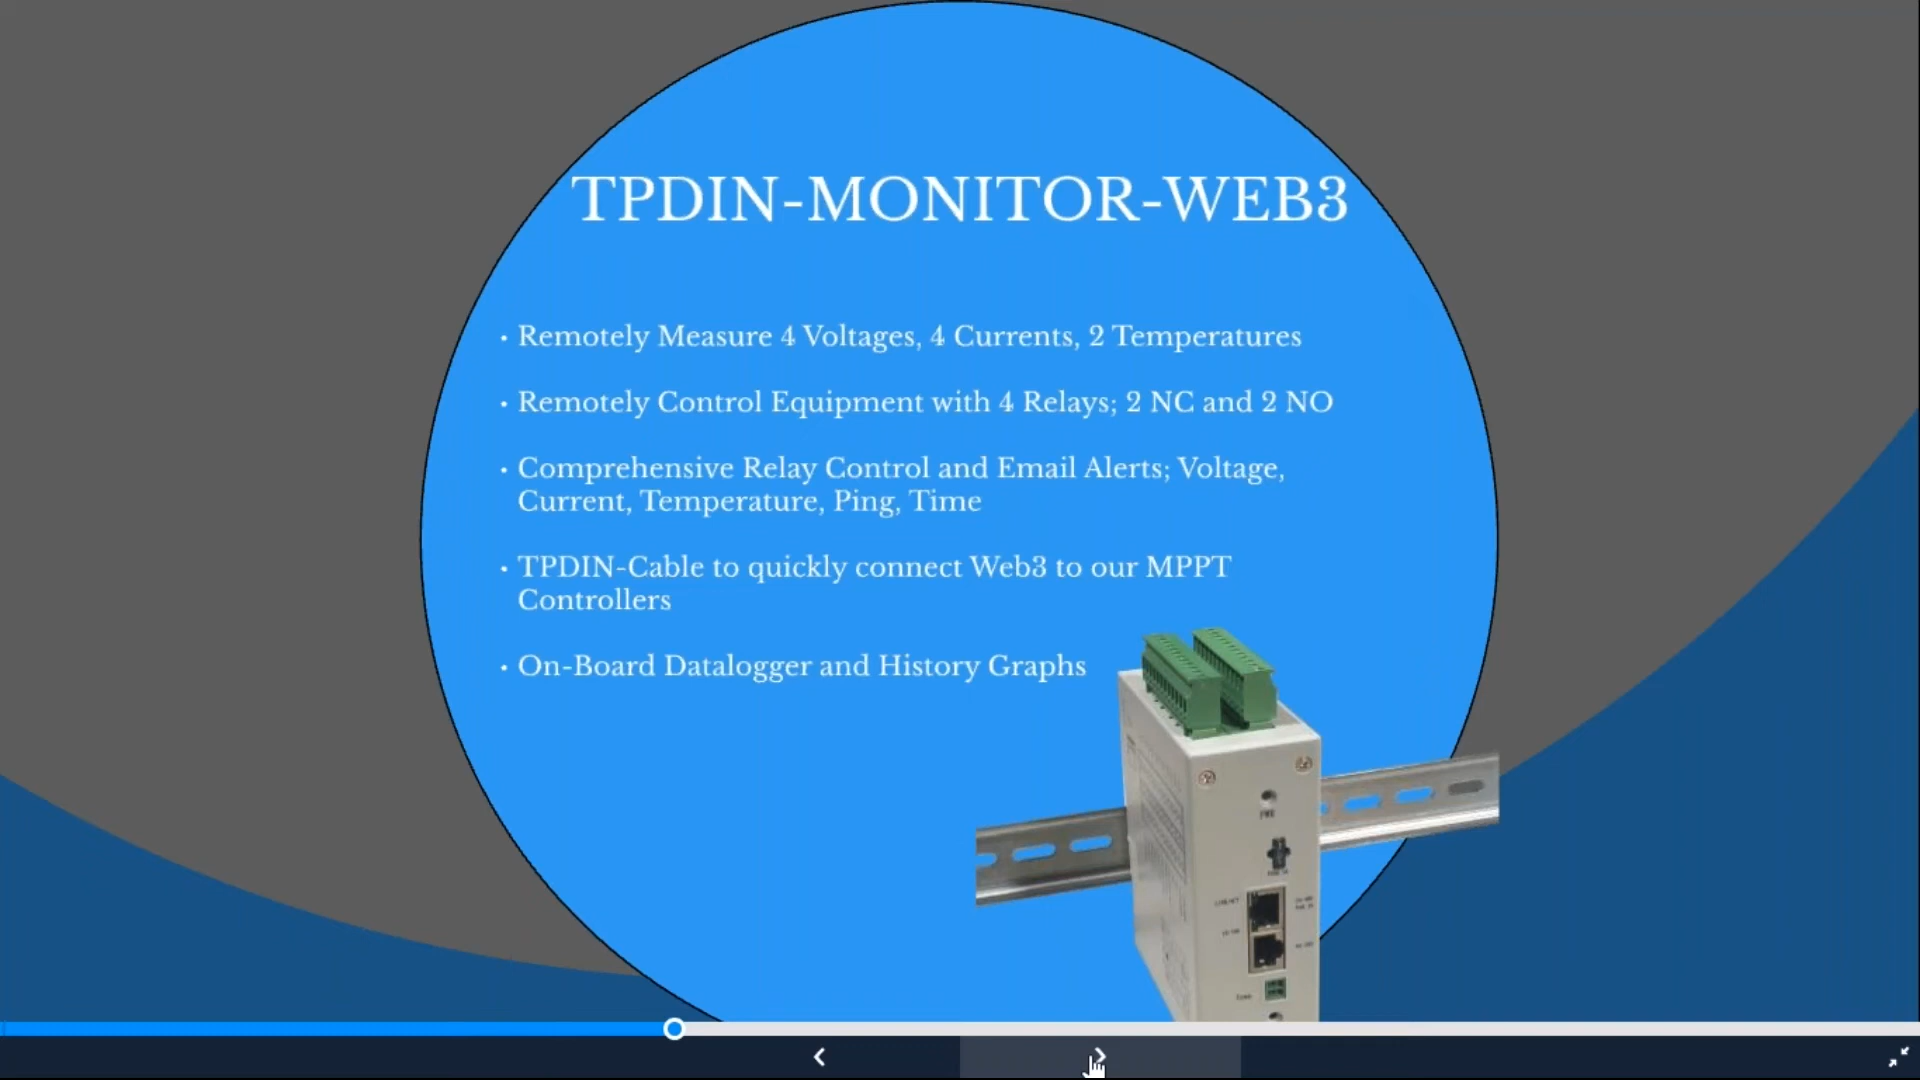 TPDIN-MONITOR-WEB3
• Remotely Measure 4 Voltages, 4 Currents, 2 Temperatures
• Remotely Control Equipment with 4 Relays; 2 NC and 2 NO
• Comprehensive Relay Control and Email Alerts; Voltage,
Current, Temperature, Ping, Time
• TPDIN-Cable to quickly connect Web3 to our MPPT
Controllers
• On-Board Datalogger and History Graphs